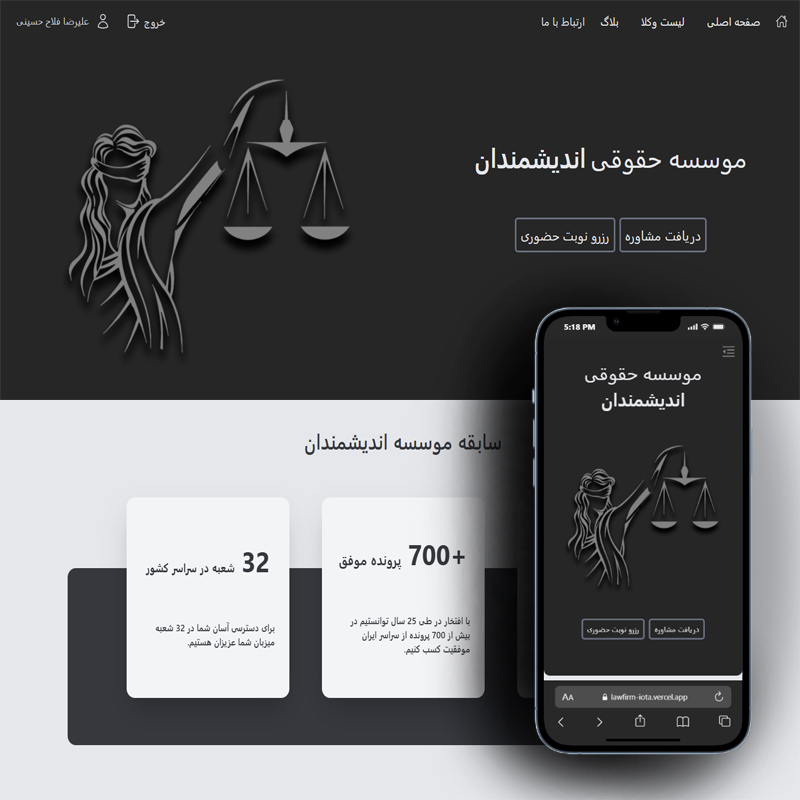 صفحه اصلی
لیست وکلا
بلاگ
ارتباط با ما
خروج
علیرضا فلاح حسینی
موسسه حقوقی اندیشمندان
دریافت مشاوره
رزرو نوبت حضوری
سابقه موسسه اندیشمندان
+700 پرونده موفق
با افتخار در طی 25 سال توانستیم در
بیش از 700 پرونده از سراسر ایران
موفقیت کسب کنیم.
32 شعبه در سراسر کشور
برای دسترسی آسان شما در 32 شعبه
میزبان شما عزیزان هستیم.
5:18 PM
موسسه حقوقی
اندیشمندان
دریافت مشاوره
رزرو نوبت حضوری
AA
lawfirm-iota.vercel.app